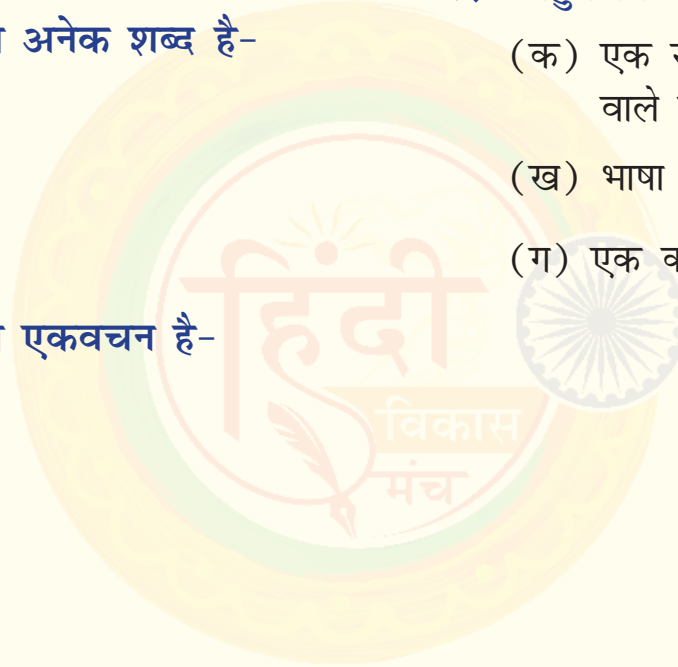 अनेक शब्द है-
एकवचन है-
(क) एक
वाले
(ख) भाषा
(ग) एक
हिंदी
विकास
मंच